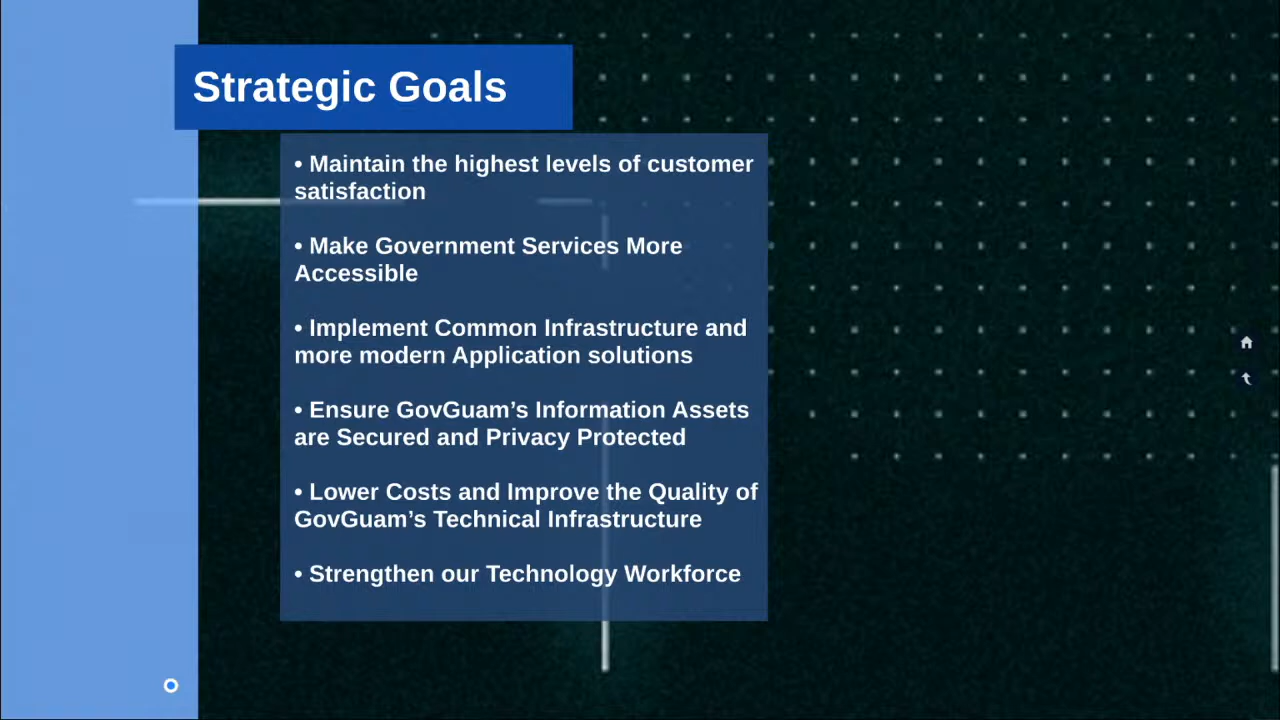 Strategic Goals
• Maintain the highest levels of customer
satisfaction
• Make Government Services More
Accessible
• Implement Common Infrastructure and
more modern Application solutions
• Ensure GovGuam’s Information Assets
are Secured and Privacy Protected
• Lower Costs and Improve the Quality of
GovGuam’s Technical Infrastructure
• Strengthen our Technology Workforce